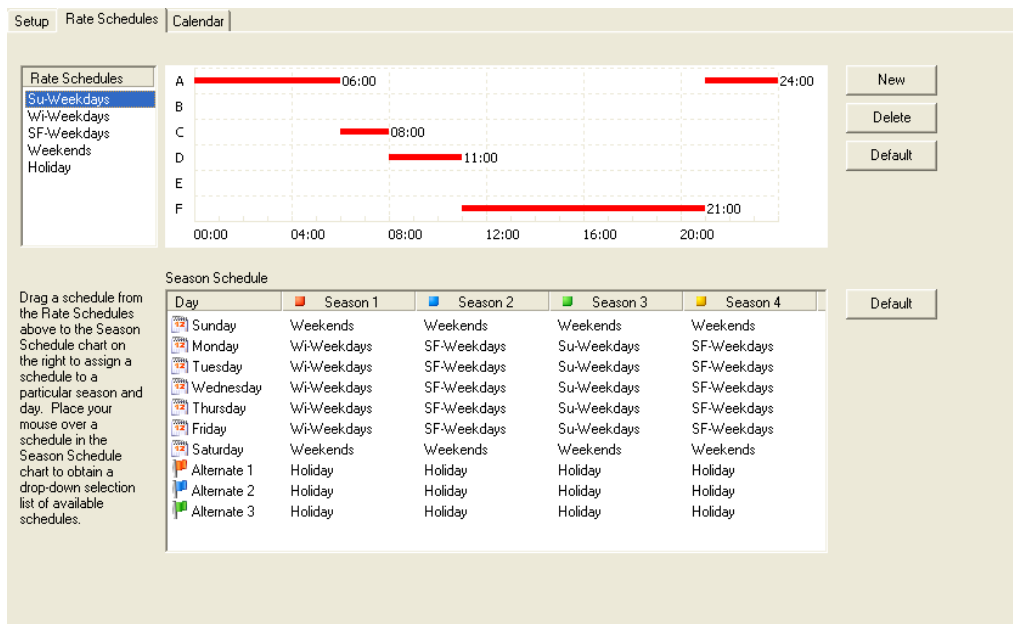 Setup Rate Schedules Calendar
Rate Schedules
Su-Weekdays
Wi-Weekdays
SF-Weekdays
Weekends
Holiday
A 06:00 24:00
B
C 08:00
D 11:00
E
F 21:00
00:00 04:00 08:00 12:00 16:00 20:00
New
Delete
Default
Drag a schedule from
the Rate Schedules
above to the Season
Schedule chart on
the right to assign a
schedule to a
particular season and
day. Place your
mouse over a
schedule in the
Season Schedule
chart to obtain a
drop-down selection
list of available
schedules.
Season Schedule
Day Season 1 Season 2 Season 3 Season 4
12 Sunday Weekends Weekends Weekends Weekends
12 Monday Wi-Weekdays SF-Weekdays Su-Weekdays SF-Weekdays
12 Tuesday Wi-Weekdays SF-Weekdays Su-Weekdays SF-Weekdays
12 Wednesday Wi-Weekdays SF-Weekdays Su-Weekdays SF-Weekdays
12 Thursday Wi-Weekdays SF-Weekdays Su-Weekdays SF-Weekdays
12 Friday Wi-Weekdays SF-Weekdays Su-Weekdays SF-Weekdays
12 Saturday Weekends Weekends Weekends Weekends
Alternate 1 Holiday Holiday Holiday Holiday
Alternate 2 Holiday Holiday Holiday Holiday
Alternate 3 Holiday Holiday Holiday Holiday
Default